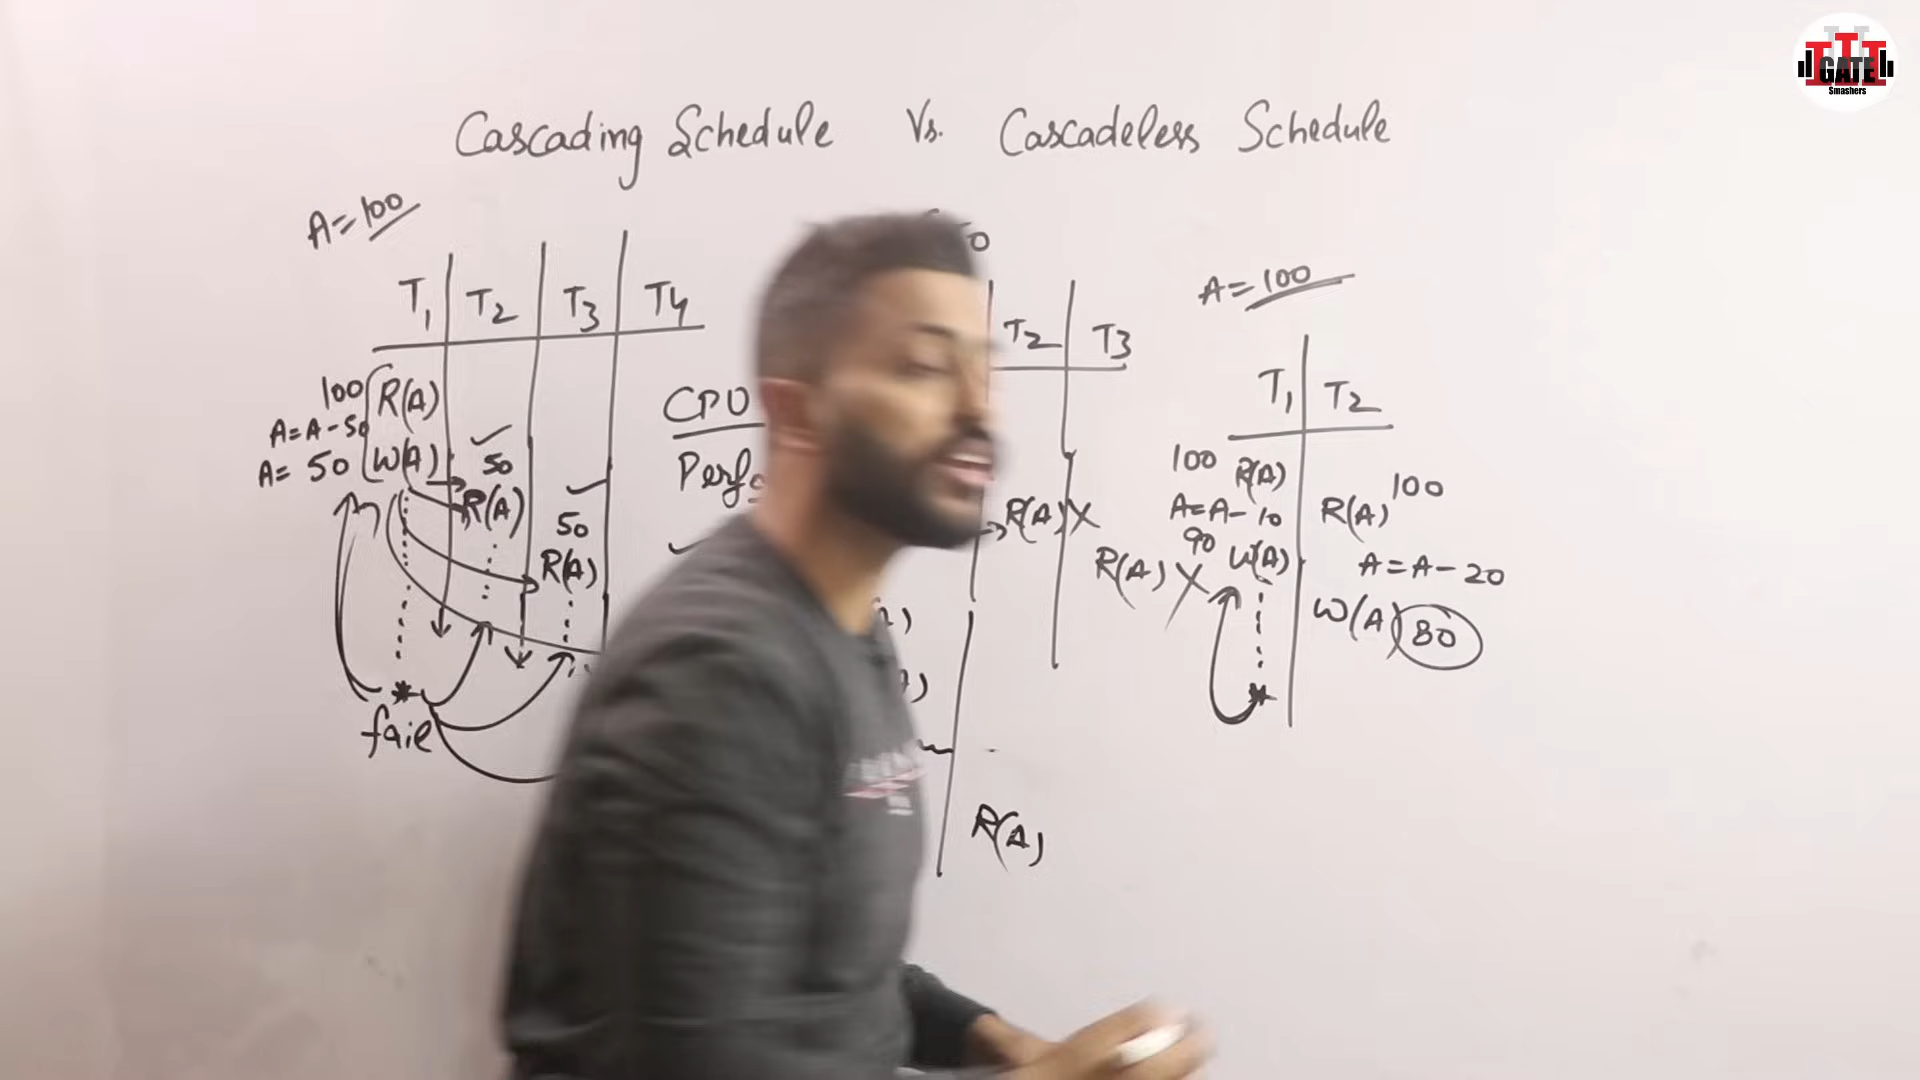 GATE
Smashers
Cascading Schedule Vs. Cascadeless Schedule
A=100
T1 T2 T3 T4
100 R(A)
A=A-50
A=50 W(A)
50
R(A)
50
R(A)
fail
CPU
T2 T3
R(A) X
R(A) X
R(A)
A=100
T1 T2
100 R(A)
A=A-10
90 W(A)
R(A) 100
A=A-20
W(A) 80